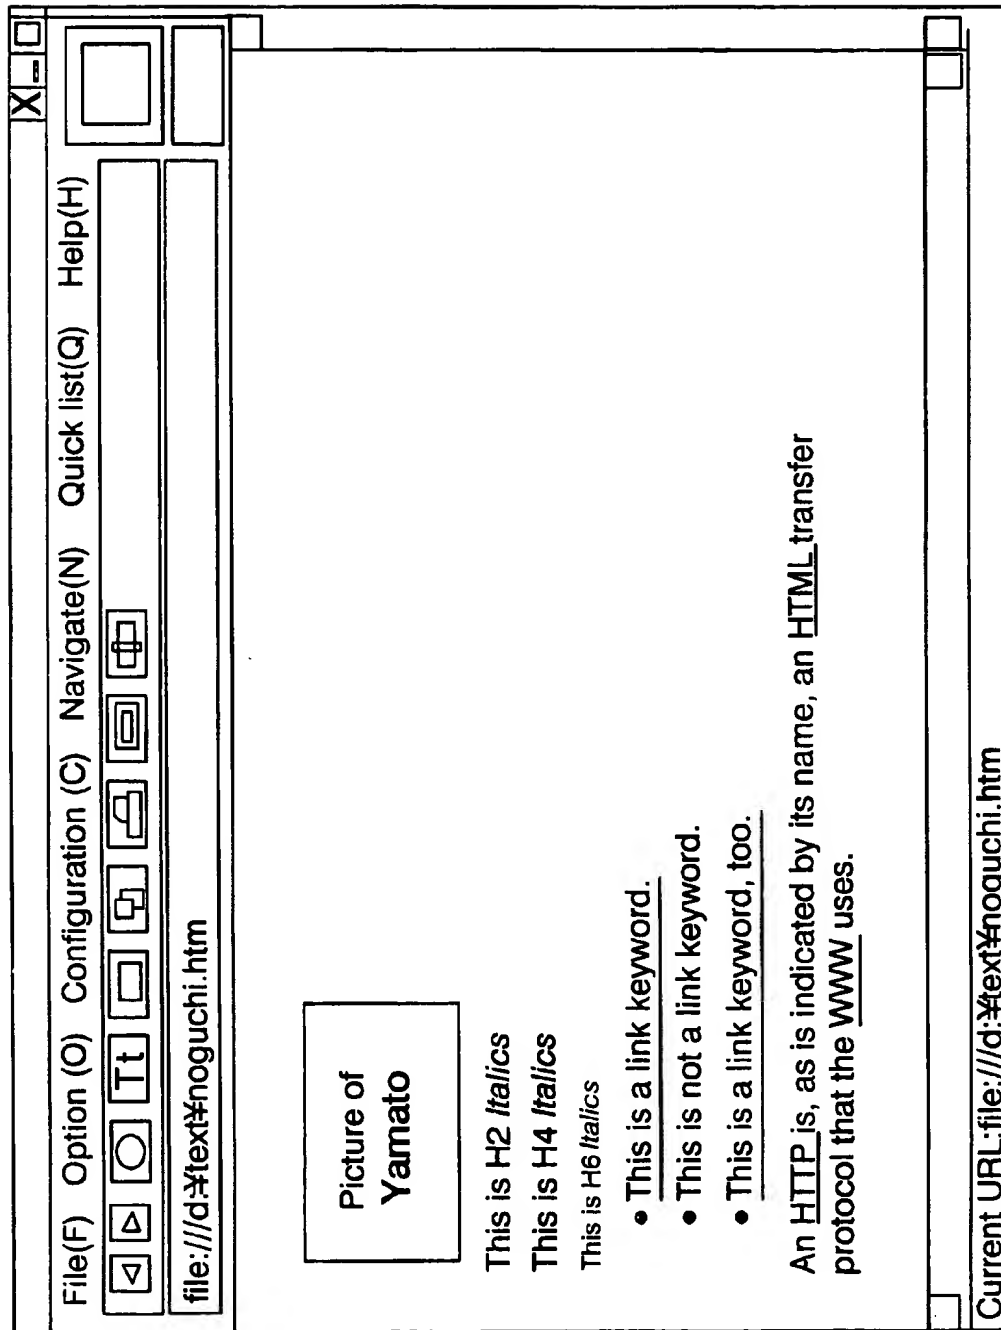 X
File(F) Option (O) Configuration (C) Navigate(N) Quick list(Q) Help(H)
Tt
file:///d:¥text¥noguchi.htm
Picture of
Yamato
This is H2 Italics
This is H4 Italics
This is H6 Italics
• This is a link keyword.
• This is not a link keyword.
• This is a link keyword, too.
An HTTP is, as is indicated by its name, an HTML transfer
protocol that the WWW uses.
Current URL:file:///d:¥text¥noguchi.htm